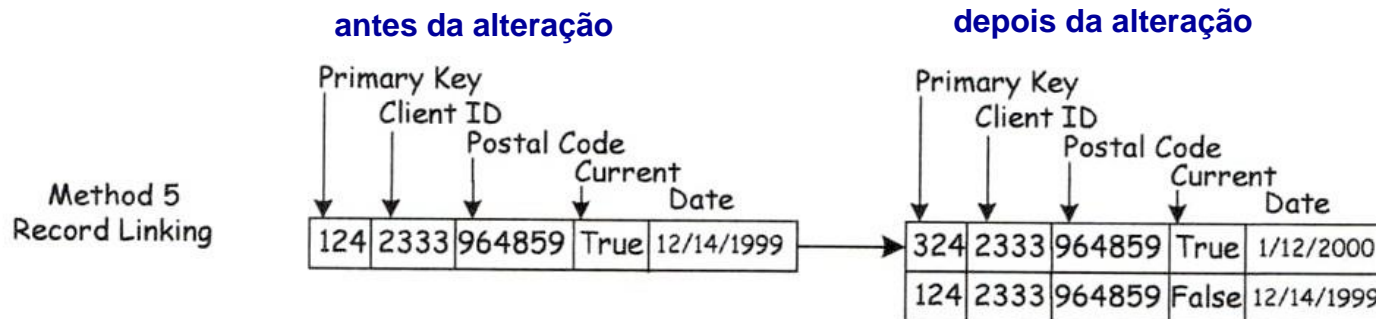 antes da alteração
depois da alteração
Primary Key
Client ID
Postal Code
Current
Date
Primary Key
Client ID
Postal Code
Current
Date
Method 5
Record Linking
124 2333 964859 True 12/14/1999
324 2333 964859 True 1/12/2000
124 2333 964859 False 12/14/1999